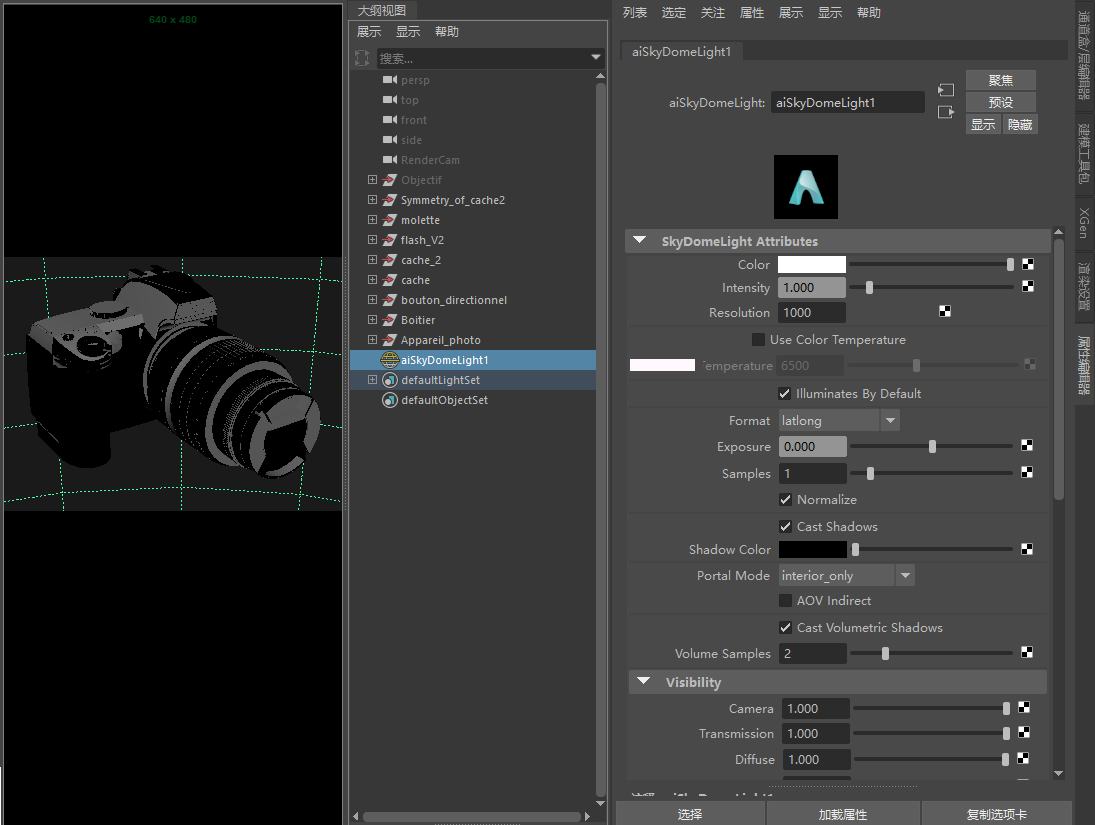 640 x 480
大纲视图
展示 显示 帮助
搜索...
persp
top
front
side
RenderCam
Objectif
Symmetry_of_cache2
molette
flash_V2
cache_2
cache
bouton_directionnel
Boitier
Appareil_photo
aiSkyDomeLight1
defaultLightSet
defaultObjectSet
列表 选定 关注 属性 展示 显示 帮助
aiSkyDomeLight1
aiSkyDomeLight: aiSkyDomeLight1
聚焦
预设
显示 隐藏
SkyDomeLight Attributes
Color
Intensity 1.000
Resolution 1000
Use Color Temperature
Temperature 6500
Illuminates By Default
Format latlong
Exposure 0.000
Samples 1
Normalize
Cast Shadows
Shadow Color
Portal Mode interior_only
AOV Indirect
Cast Volumetric Shadows
Volume Samples 2
Visibility
Camera 1.000
Transmission 1.000
Diffuse 1.000
选择 加载属性 复制选项卡
通道盒/层编辑器
建模工具包
XGen
渲染设置
属性编辑器